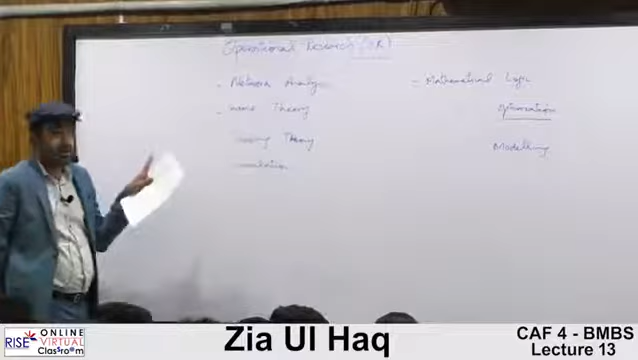 Operational Research (OR)
- Network Analysis
- Game Theory
Theory
- Mathematical Logic
Optimization
Modelling
RISE
ONLINE
VIRTUAL
Classroom
Zia Ul Haq
CAF 4 - BMBS
Lecture 13